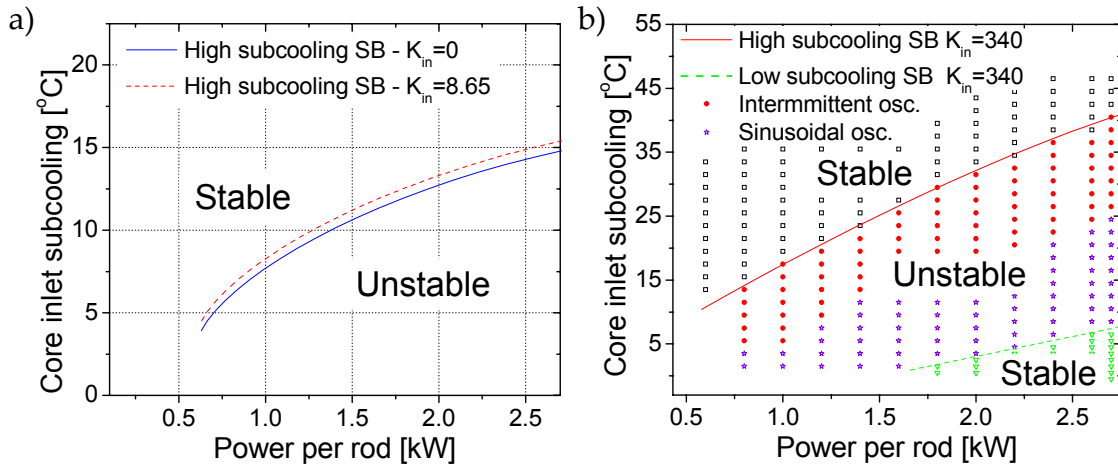 a)
High subcooling SB - K_in=0
High subcooling SB - K_in=8.65
Core inlet subcooling [°C]
20
15
10
5
0
Stable
Unstable
0.5 1.0 1.5 2.0 2.5
Power per rod [kW]
b)
High subcooling SB K_in=340
Low subcooling SB K_in=340
Intermmittent osc.
Sinusoidal osc.
Core inlet subcooling [°C]
55
45
35
25
15
5
Stable
Unstable
Stable
0.5 1.0 1.5 2.0 2.5
Power per rod [kW]